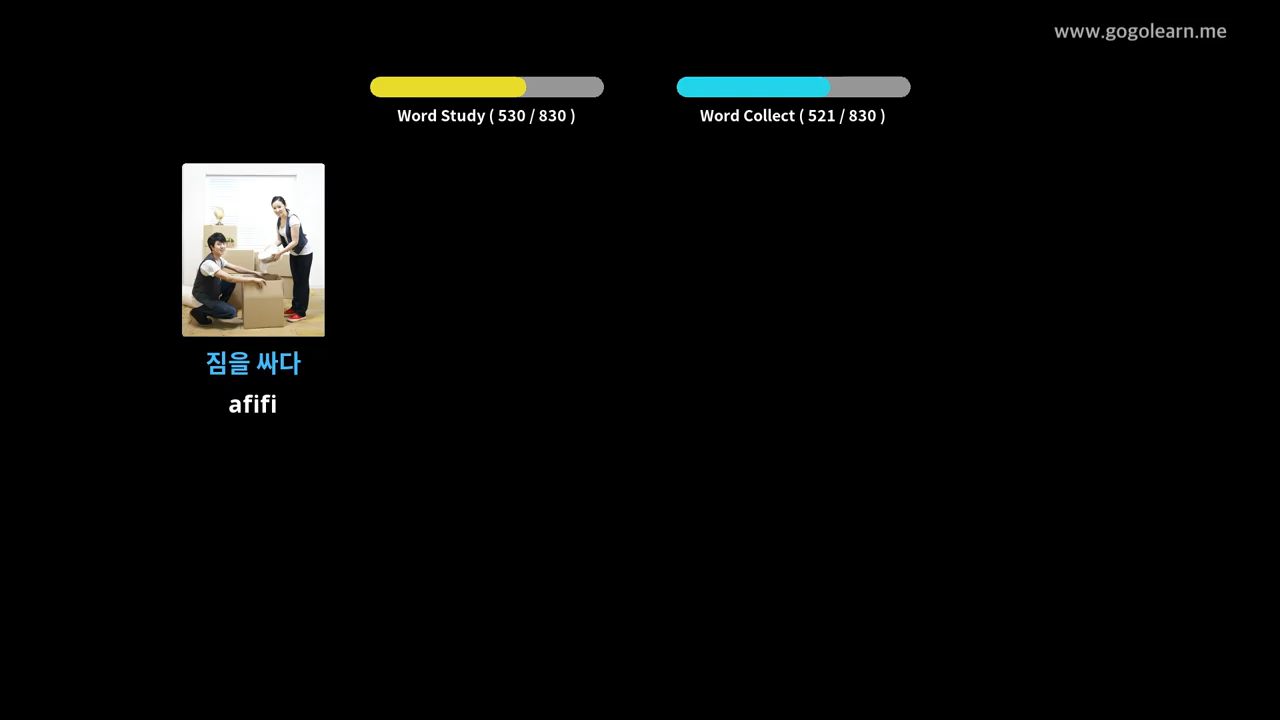 www.gogolearn.me
Word Study ( 530 / 830 )
Word Collect ( 521 / 830 )
짐을 싸다
afifi